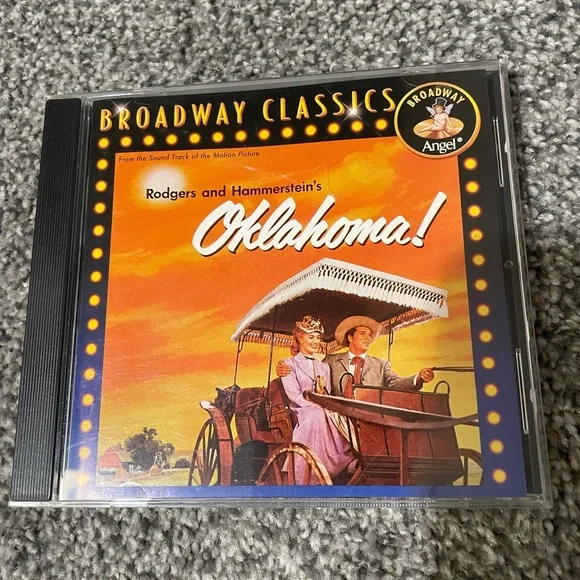 BROADWAY CLASSICS
BROADWAY
Angel®
From the Sound Track of the Motion Picture
Rodgers and Hammerstein's
Oklahoma!